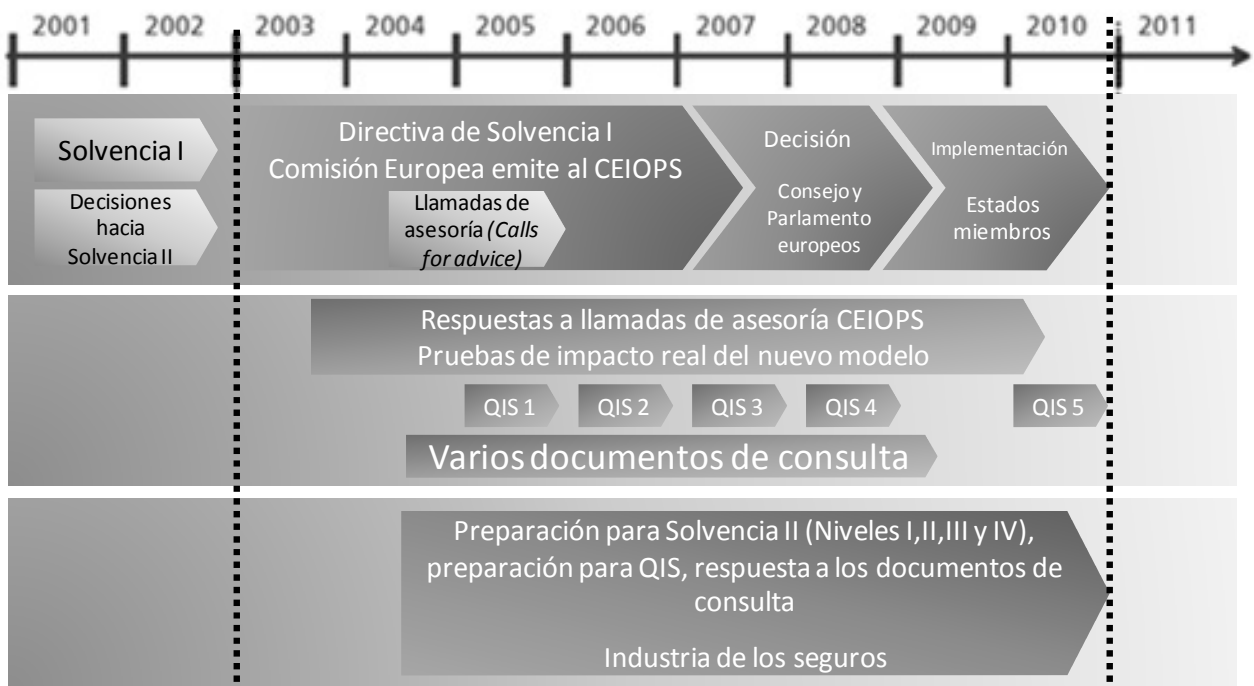 2001 2002 2003 2004 2005 2006 2007 2008 2009 2010 2011
Solvencia I
Decisiones
hacia
Solvencia II
Directiva de Solvencia I
Comisión Europea emite al CEIOPS
Llamadas de
asesoría (Calls
for advice)
Decisión
Consejo y
Parlamento
europeos
Implementación
Estados
miembros
Respuestas a llamadas de asesoría CEIOPS
Pruebas de impacto real del nuevo modelo
QIS 1 QIS 2 QIS 3 QIS 4 QIS 5
Varios documentos de consulta
Preparación para Solvencia II (Niveles I,II,III y IV),
preparación para QIS, respuesta a los documentos de
consulta
Industria de los seguros